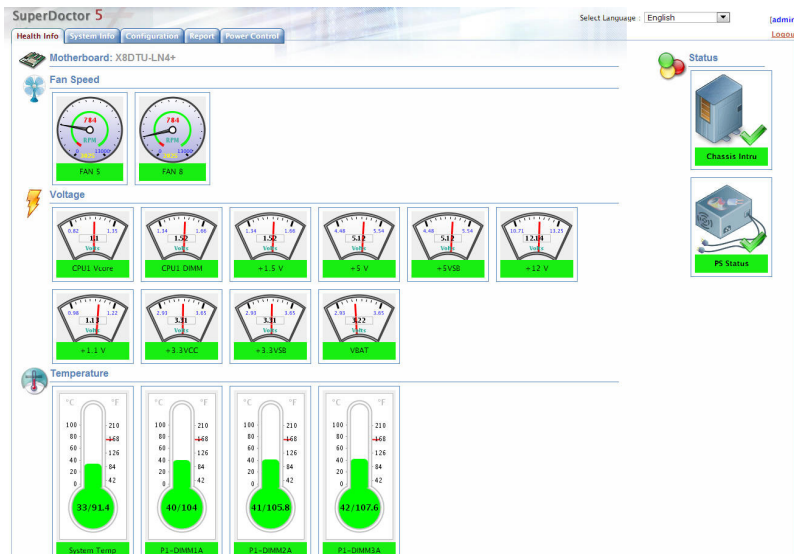 SuperDoctor 5
Select Language : English
[admin
Logou
Health Info System Info Configuration Report Power Control
Motherboard: X8DTU-LN4+
Status
Fan Speed
784 784
RPM RPM
0 13000 0 13000
FAN 5 FAN 8
Chassis Intru
Voltage
0.82 1.35 1.34 1.66 1.34 1.66 4.48 5.54 4.48 5.54 10.71 13.25
1.1 1.52 1.52 5.12 5.12
Volts Volts Volts Volts Volts Volts
CPU1 Vcore CPU1 DIMM +1.5 V +5 V +5VSB +12 V
PS Status
0.98 1.22 2.93 3.65 2.93 3.65 2.93 3.65
1.13 3.31 3.31 3.22
Volts Volts Volts Volts
+1.1 V +3.3VCC +3.3VSB VBAT
Temperature
°C °F °C °F °C °F °C °F
100 210 100 210 100 210 100 210
80 168 80 168 80 168 80 168
60 126 60 126 60 126 60 126
40 84 40 84 40 84 40 84
20 42 20 42 20 42 20 42
0 0 0 0
33/91.4 40/104 41/105.8 42/107.6
System Temp P1-DIMM1A P1-DIMM2A P1-DIMM3A